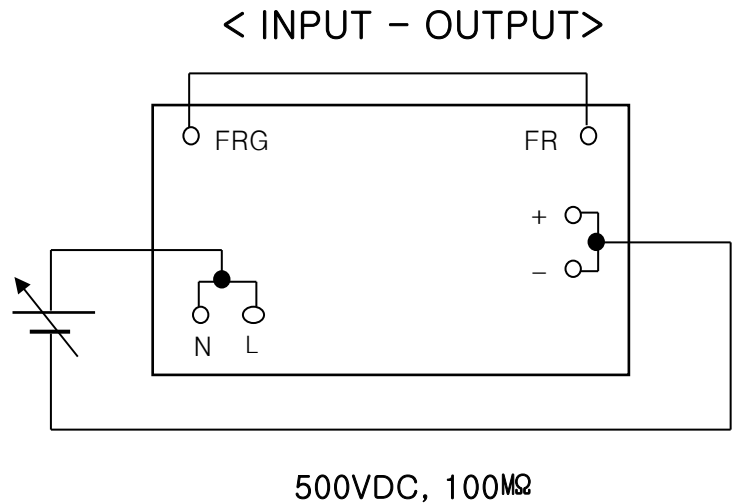 < INPUT - OUTPUT>
FRG
FR
+
-
N
L
500VDC, 100㏁